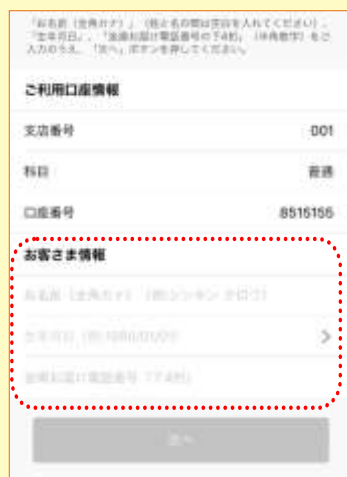 「お名前（全角カナ）」（姓と名の間は空白を入れてください）、
「生年月日」、「金庫お届け電話番号の下4桁」（半角数字）をご
入力のうえ、「次へ」ボタンを押してください。
ご利用口座情報
支店番号 001
科目 普通
口座番号 8515155
お客さま情報
お名前（全角カナ）（例:シンキン タロウ）
生年月日（例:1980/01/01）
金庫お届け電話番号（下4桁）
次へ